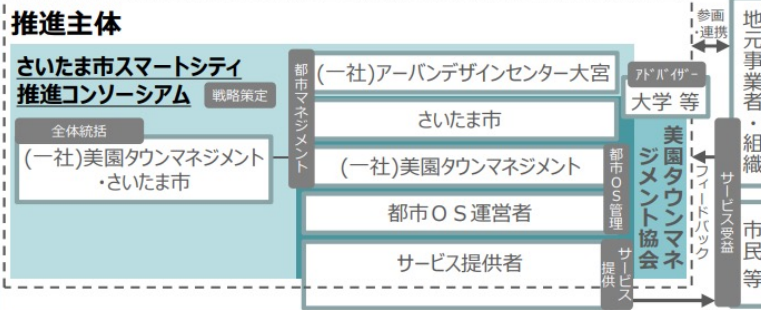 推進主体
さいたま市スマートシティ
推進コンソーシアム
戦略策定
全体統括
(一社)美園タウンマネジメント
・さいたま市
都市マネジメント
(一社)アーバンデザインセンター大宮
さいたま市
(一社)美園タウンマネジメント
都市OS運営者
サービス提供者
都市OS管理
サービス
提供
ｱﾄﾞﾊﾞｲｻﾞｰ
大学 等
美園タウンマネ
ジメント協会
参画
・連携
フィードバック
サービス受益
地元事業者・組織
市民等